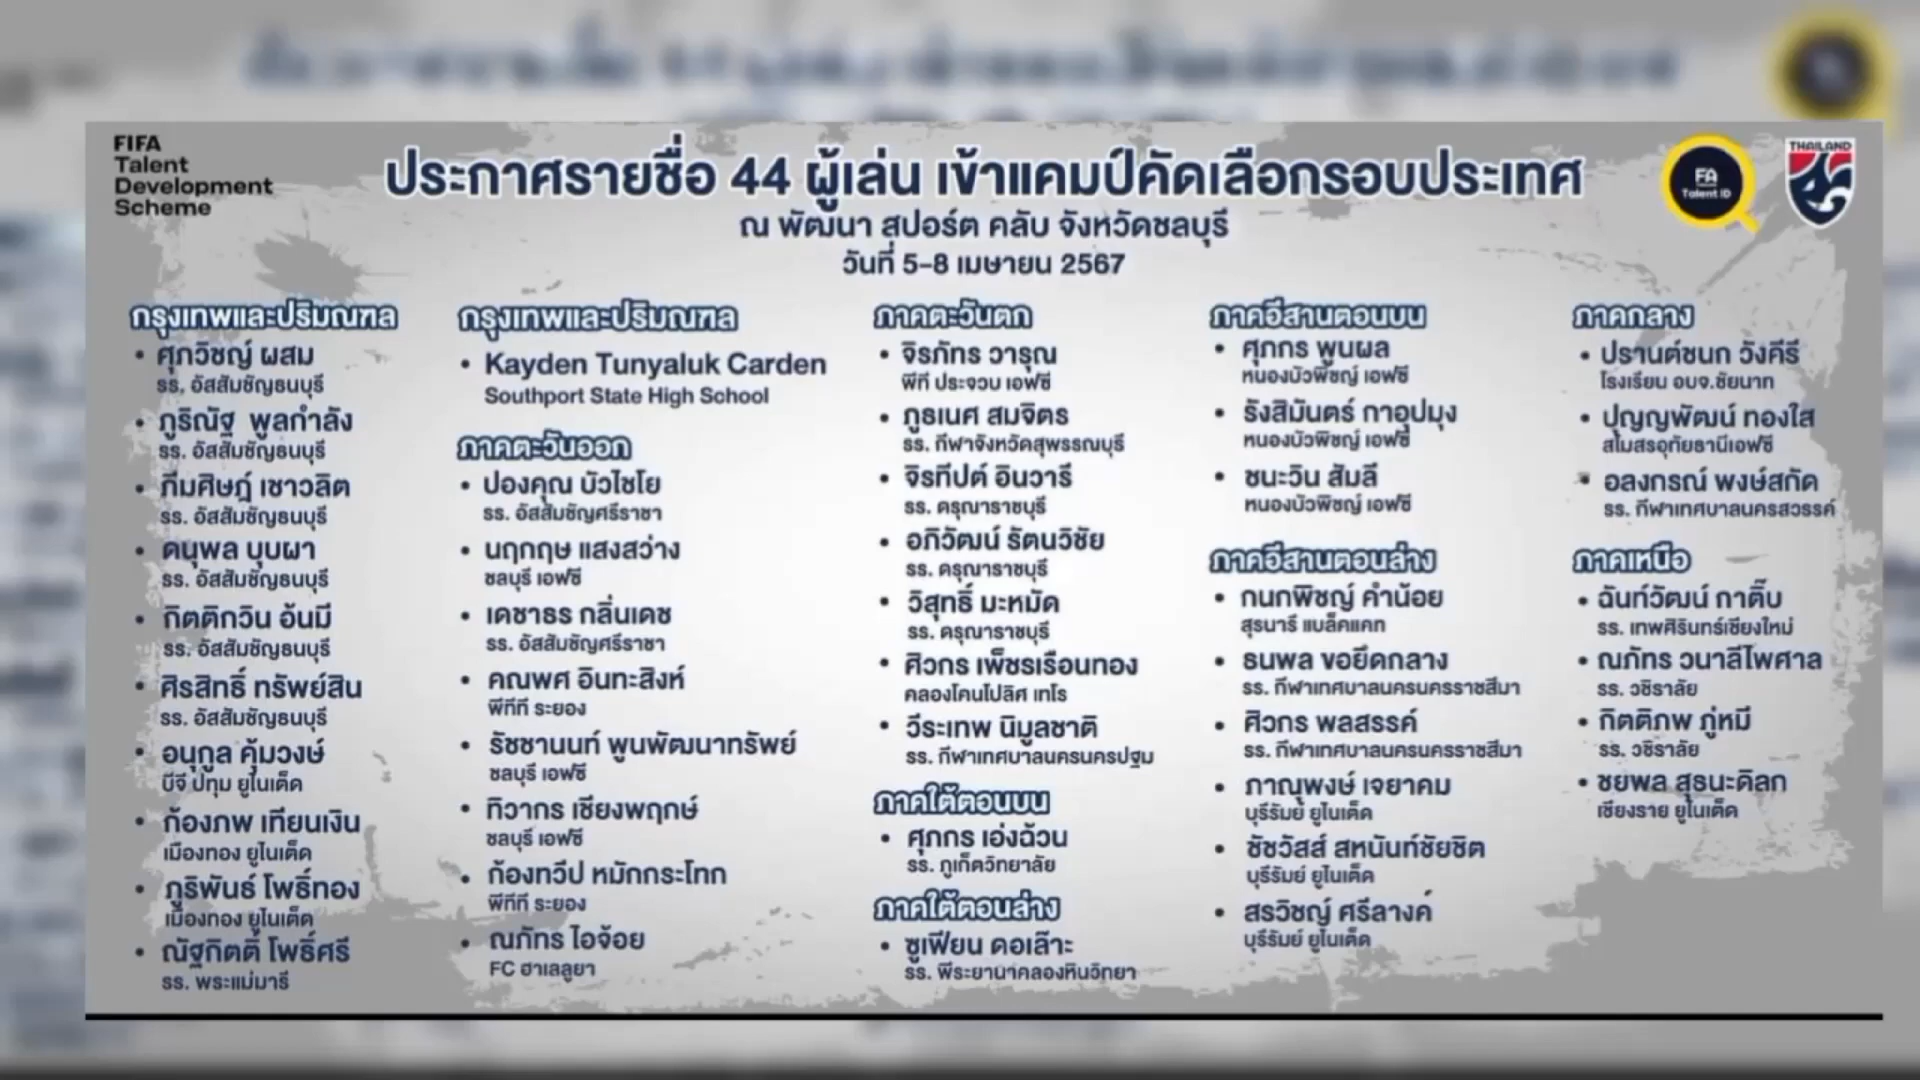 FIFA
Talent
Development
Scheme
ประกาศรายชื่อ 44 ผู้เล่น เข้าแคมป์คัดเลือกรอบประเทศ
ณ พัฒนา สปอร์ต คลับ จังหวัดชลบุรี
วันที่ 5-8 เมษายน 2567
FA
Talent ID
THAILAND
กรุงเทพและปริมณฑล
• ศุภวิชญ์ ผสม
รร. อัสสัมชัญธนบุรี
• ภูริณัฐ พูลกำลัง
รร. อัสสัมชัญธนบุรี
• ภีมศิษฎ์ เชาวลิต
รร. อัสสัมชัญธนบุรี
• ดนุพล บุบผา
รร. อัสสัมชัญธนบุรี
• กิตติกวิน อ้นมี
รร. อัสสัมชัญธนบุรี
• ศิรสิทธิ์ ทรัพย์สิน
รร. อัสสัมชัญธนบุรี
• อนุกูล คุ้มวงษ์
บีจี ปทุม ยูไนเต็ด
• ก้องภพ เทียนเงิน
เมืองทอง ยูไนเต็ด
• ภูริพันธ์ โพธิ์ทอง
เมืองทอง ยูไนเต็ด
• ณัฐกิตติ์ โพธิ์ศรี
รร. พระแม่มารี
กรุงเทพและปริมณฑล
• Kayden Tunyaluk Carden
Southport State High School
ภาคตะวันออก
• ปองคุณ บัวไชโย
รร. อัสสัมชัญศรีราชา
• นฤกฤษ แสงสว่าง
ชลบุรี เอฟซี
• เดชาธร กลิ่นเดช
รร. อัสสัมชัญศรีราชา
• คณพศ อินทะสิงห์
พีทีที ระยอง
• รัชชานนท์ พูนพัฒนาทรัพย์
ชลบุรี เอฟซี
• ทิวากร เชียงพฤกษ์
ชลบุรี เอฟซี
• ก้องทวีป หมักกระโทก
พีทีที ระยอง
• ณภัทร ไอจ้อย
FC ฮาเลลูยา
ภาคตะวันตก
• จิรภัทร วารุณ
พีที ประจวบ เอฟซี
• ภูธเนศ สมจิตร
รร. กีฬาจังหวัดสุพรรณบุรี
• จิรทีปต์ อินวารี
รร. ดรุณาราชบุรี
• อภิวัฒน์ รัตนวิชัย
รร. ดรุณาราชบุรี
• วิสุทธิ์ มะหมัด
รร. ดรุณาราชบุรี
• ศิวกร เพ็ชรเรือนทอง
คลองโคนโปลิศ เทโร
• วีระเทพ นิมูลชาติ
รร. กีฬาเทศบาลนครนครปฐม
ภาคใต้ตอนบน
• ศุภกร เอ่งฉ้วน
รร. ภูเก็ตวิทยาลัย
ภาคใต้ตอนล่าง
• ซูเฟียน ดอเล๊าะ
รร. พีระยานาวคลองหินวิทยา
ภาคอีสานตอนบน
• ศุภกร พูนผล
หนองบัวพิชญ์ เอฟซี
• รังสิมันตร์ กาอุปมุง
หนองบัวพิชญ์ เอฟซี
• ชนะวิน สัมลี
หนองบัวพิชญ์ เอฟซี
ภาคอีสานตอนล่าง
• กนกพิชญ์ คำน้อย
สุรนารี แบล็คแคท
• ธนพล ขอยึดกลาง
รร. กีฬาเทศบาลนครนครราชสีมา
• ศิวกร พลสรรค์
รร. กีฬาเทศบาลนครนครราชสีมา
• ภาณุพงษ์ เจยาคม
บุรีรัมย์ ยูไนเต็ด
• ชัชวัสส์ สหนันท์ชัยชิต
บุรีรัมย์ ยูไนเต็ด
• สรวิชญ์ ศรีลางค์
บุรีรัมย์ ยูไนเต็ด
ภาคกลาง
• ปรานต์ชนก วังคีรี
โรงเรียน อบจ.ชัยนาท
• ปุญญพัฒน์ ทองใส
สโมสรอุทัยธานีเอฟซี
• อลงกรณ์ พงษ์สกัด
รร. กีฬาเทศบาลนครสวรรค์
ภาคเหนือ
• ฉันท์วัฒน์ กาติ๊บ
รร. เทพศิรินทร์เชียงใหม่
• ณภัทร วนาลีไพศาล
รร. วชิราลัย
• กิตติภพ ภู่หมี
รร. วชิราลัย
• ชยพล สุธนะดิลก
เชียงราย ยูไนเต็ด